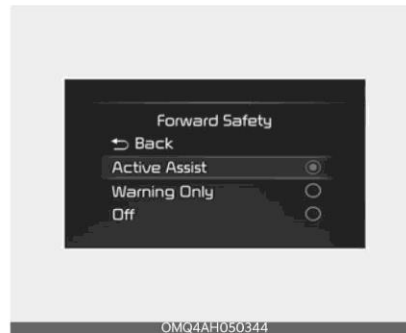 Forward Safety
Back
Active Assist
Warning Only
Off
OMQ4AH050344